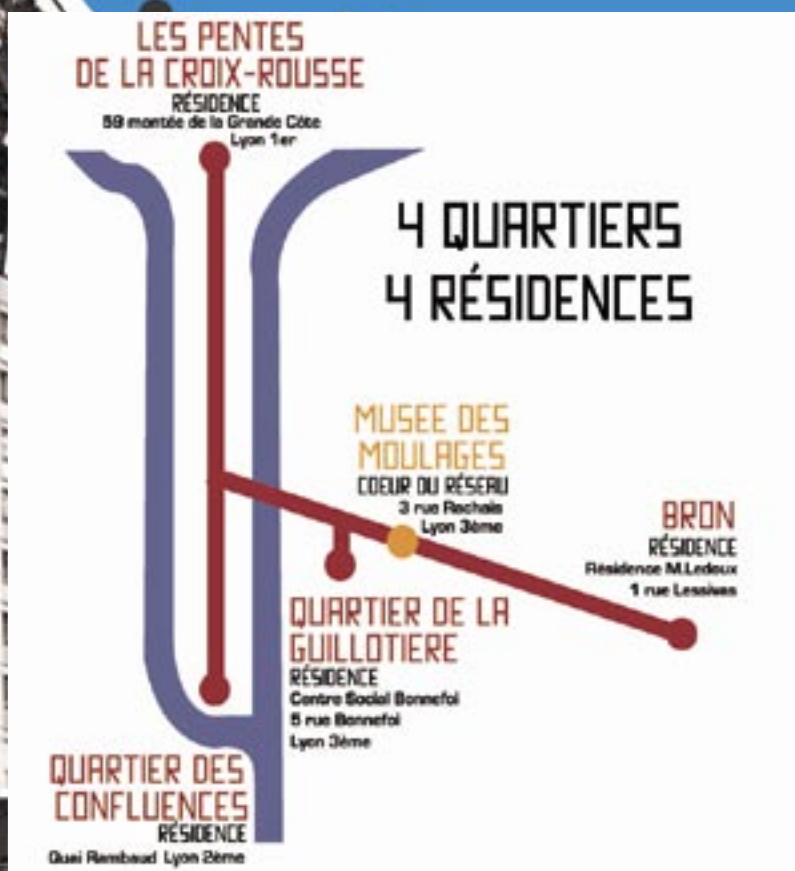 LES PENTES
DE LA CROIX-ROUSSE
RÉSIDENCE
59 montée de la Grande Côte
Lyon 1er
4 QUARTIERS
4 RÉSIDENCES
MUSEE DES
MOULAGES
COEUR DU RÉSEAU
3 rue Rachais
Lyon 3ème
BRON
RÉSIDENCE
Résidence M.Ledoux
1 rue Lessivas
QUARTIER DE LA
GUILLOTIERE
RÉSIDENCE
Centre Social Bonnefoi
5 rue Bonnefoi
Lyon 3ème
QUARTIER DES
CONFLUENCES
RÉSIDENCE
Quai Rambaud Lyon 2ème